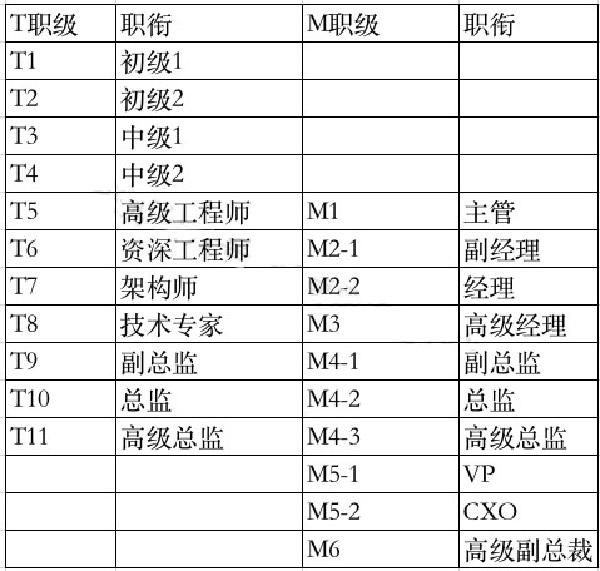 T职级 职衔 M职级 职衔
T1 初级1
T2 初级2
T3 中级1
T4 中级2
T5 高级工程师 M1 主管
T6 资深工程师 M2-1 副经理
T7 架构师 M2-2 经理
T8 技术专家 M3 高级经理
T9 副总监 M4-1 副总监
T10 总监 M4-2 总监
T11 高级总监 M4-3 高级总监
M5-1 VP
M5-2 CXO
M6 高级副总裁